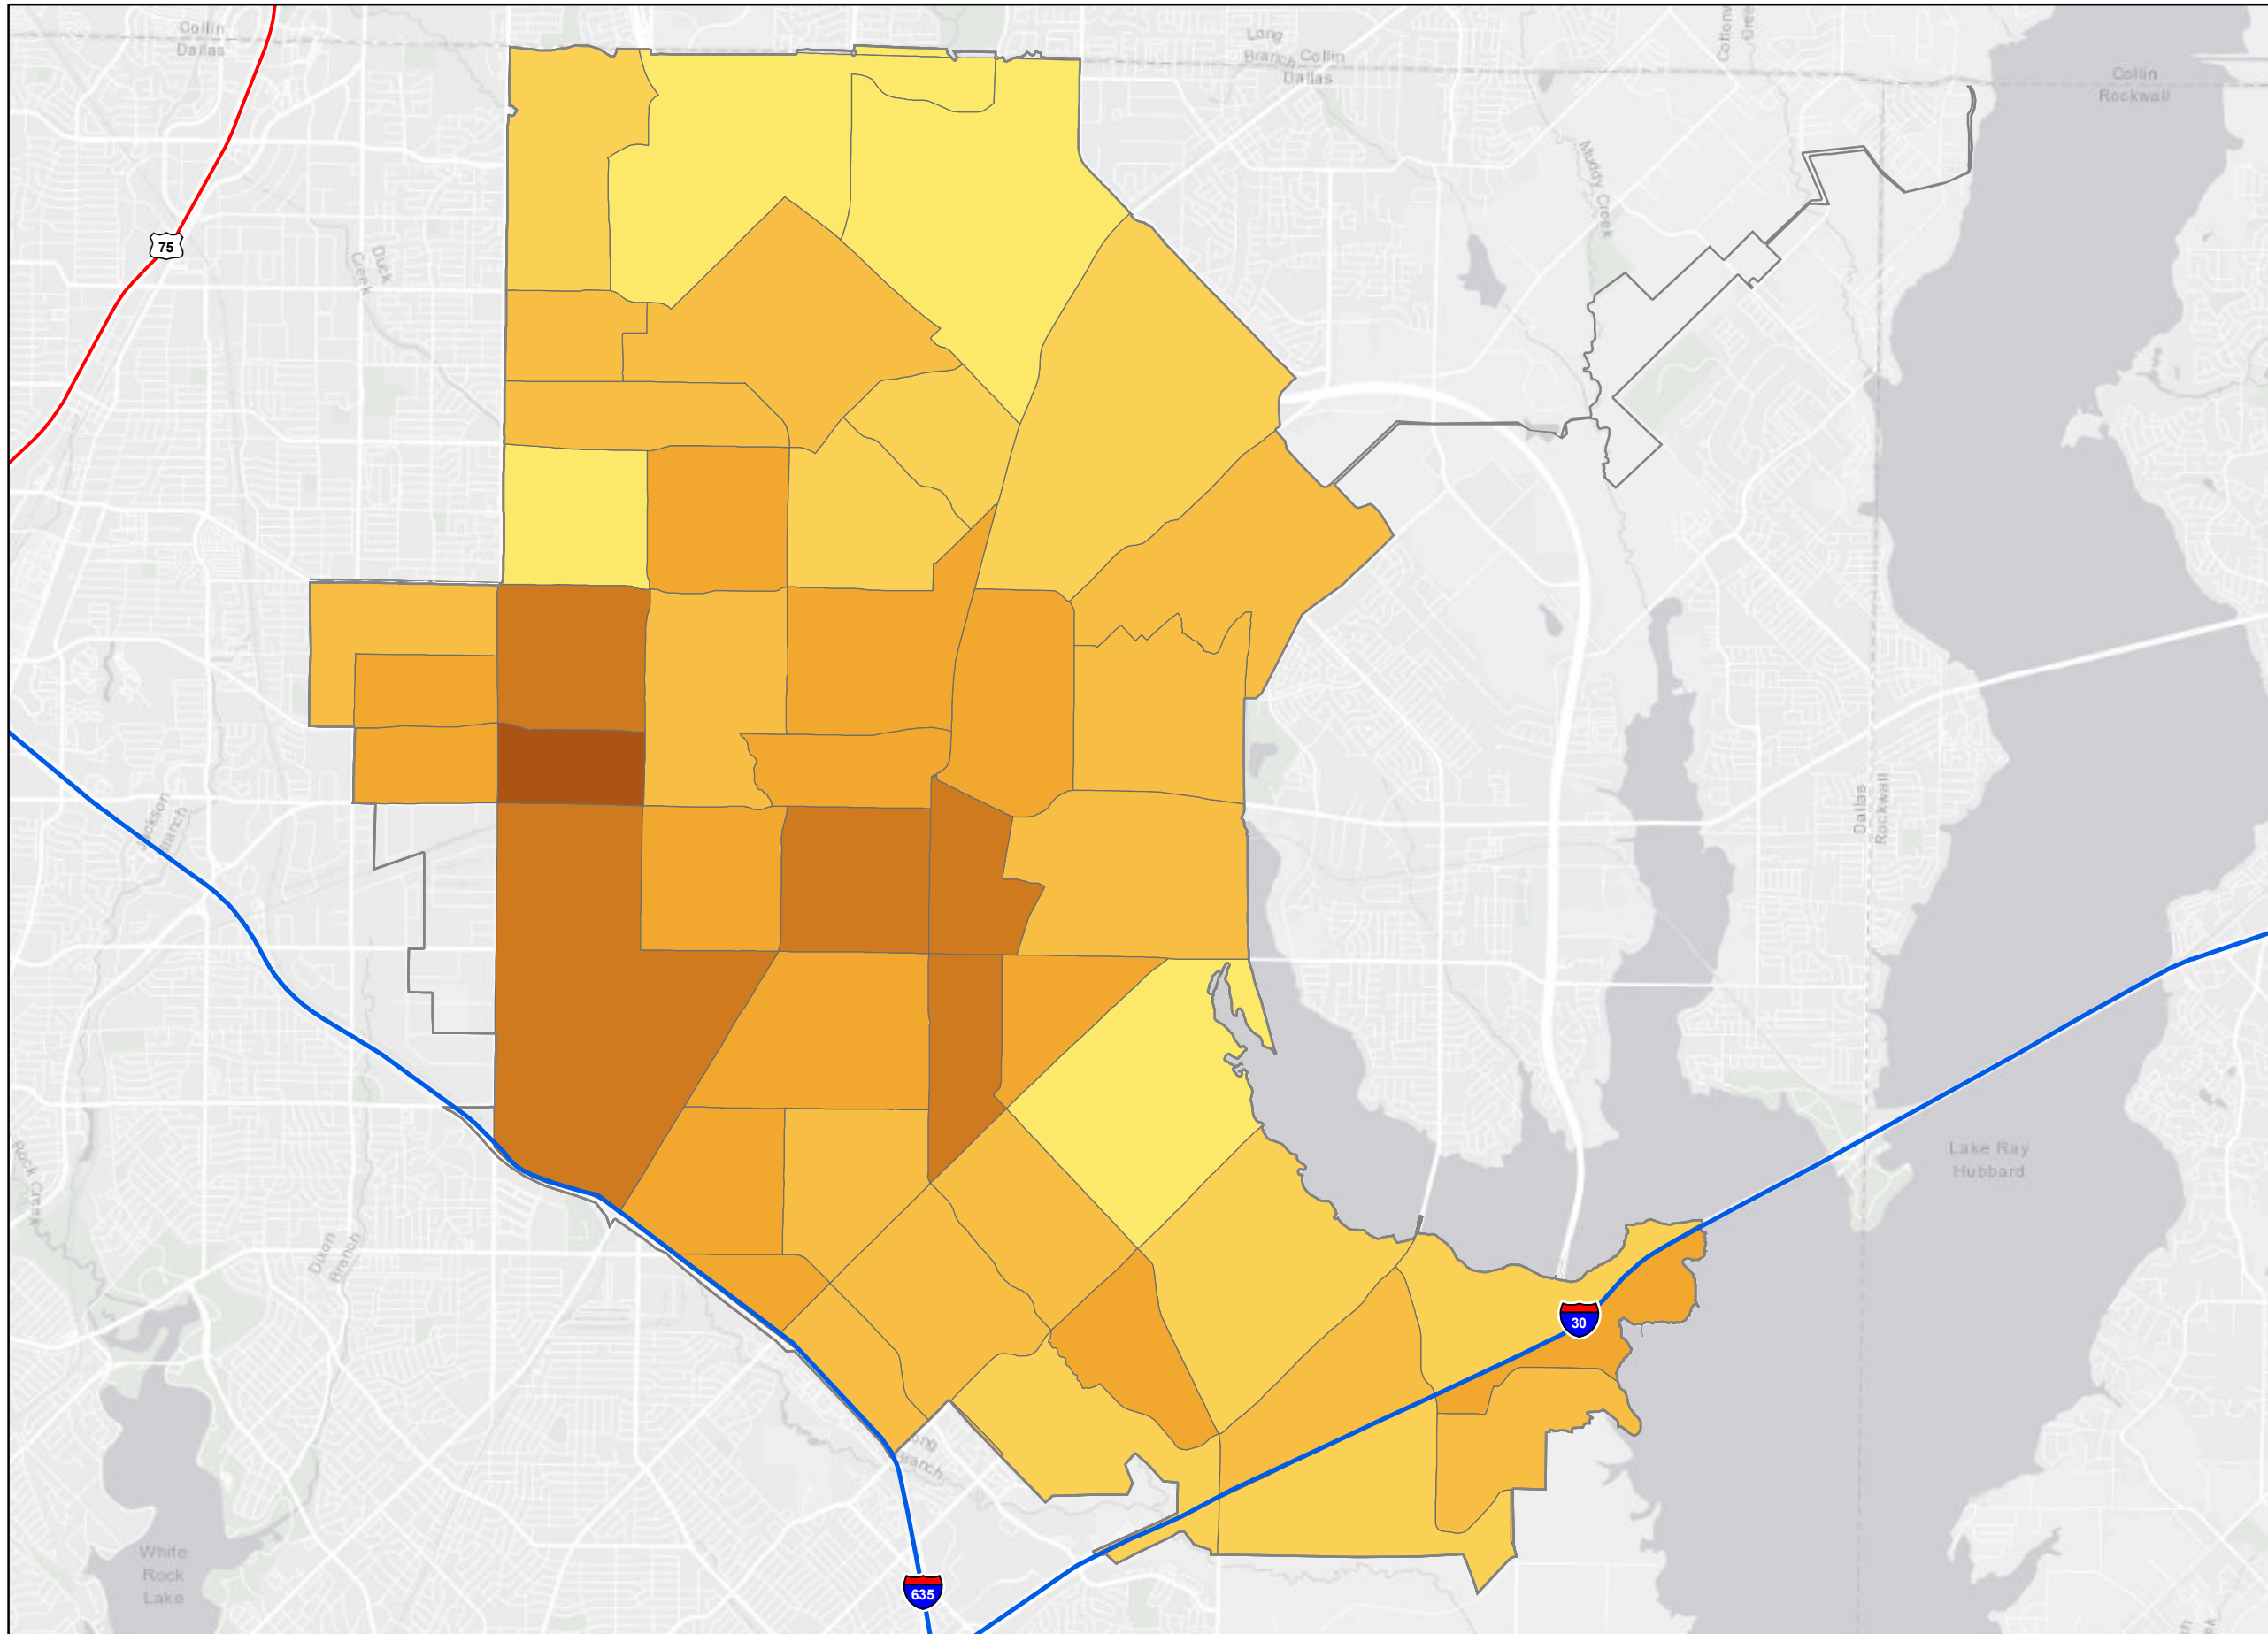 Collin
Dallas
Long
Branch
Collin
Dallas
Collin
Rockwall
Muddy Creek
75
Duck
Creek
Dallas
Rockwall
Jackson
Branch
Lake Ray
Hubbard
Rock Creek
Dixon
Branch
30
Long
Branch
White
Rock
Lake
635